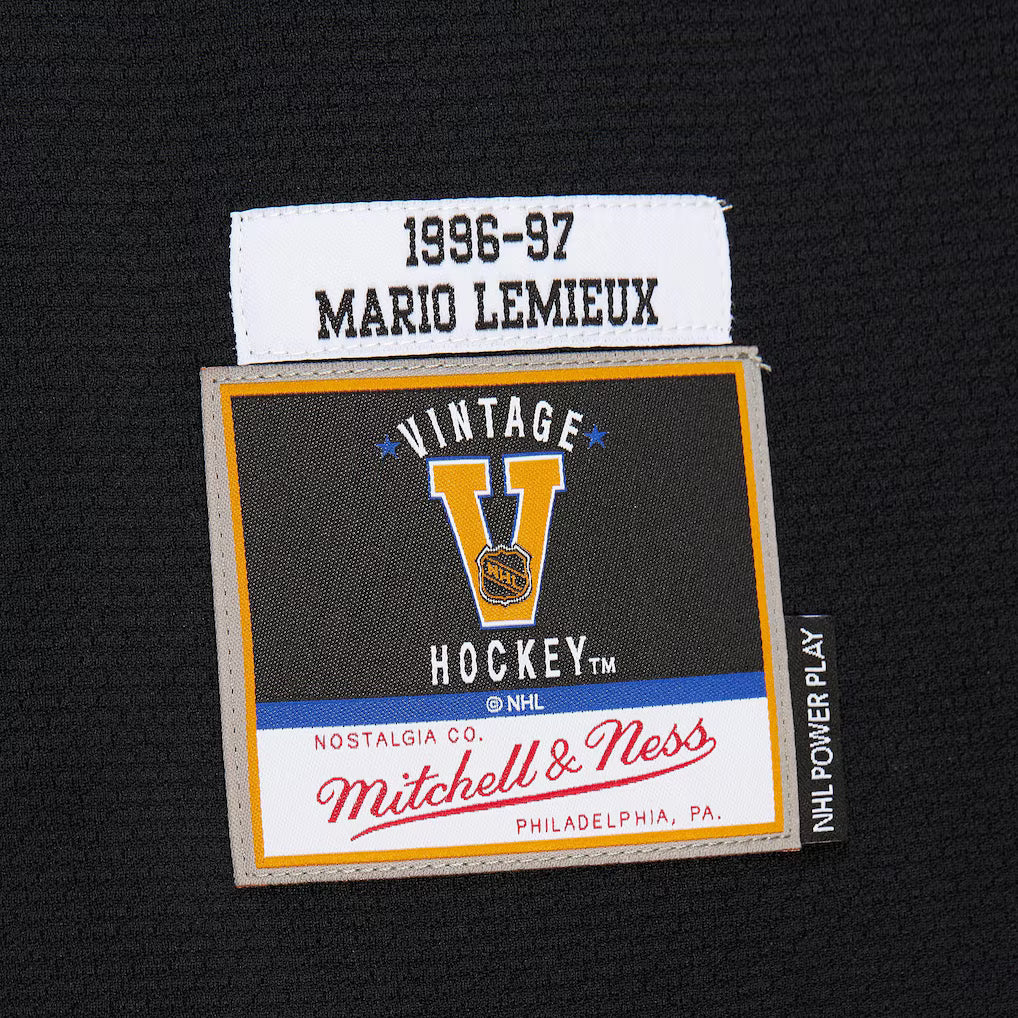 1996-97
MARIO LEMIEUX
VINTAGE
V
NHL
HOCKEY™
© NHL
NOSTALGIA CO.
Mitchell & Ness
PHILADELPHIA, PA.
NHL POWER PLAY